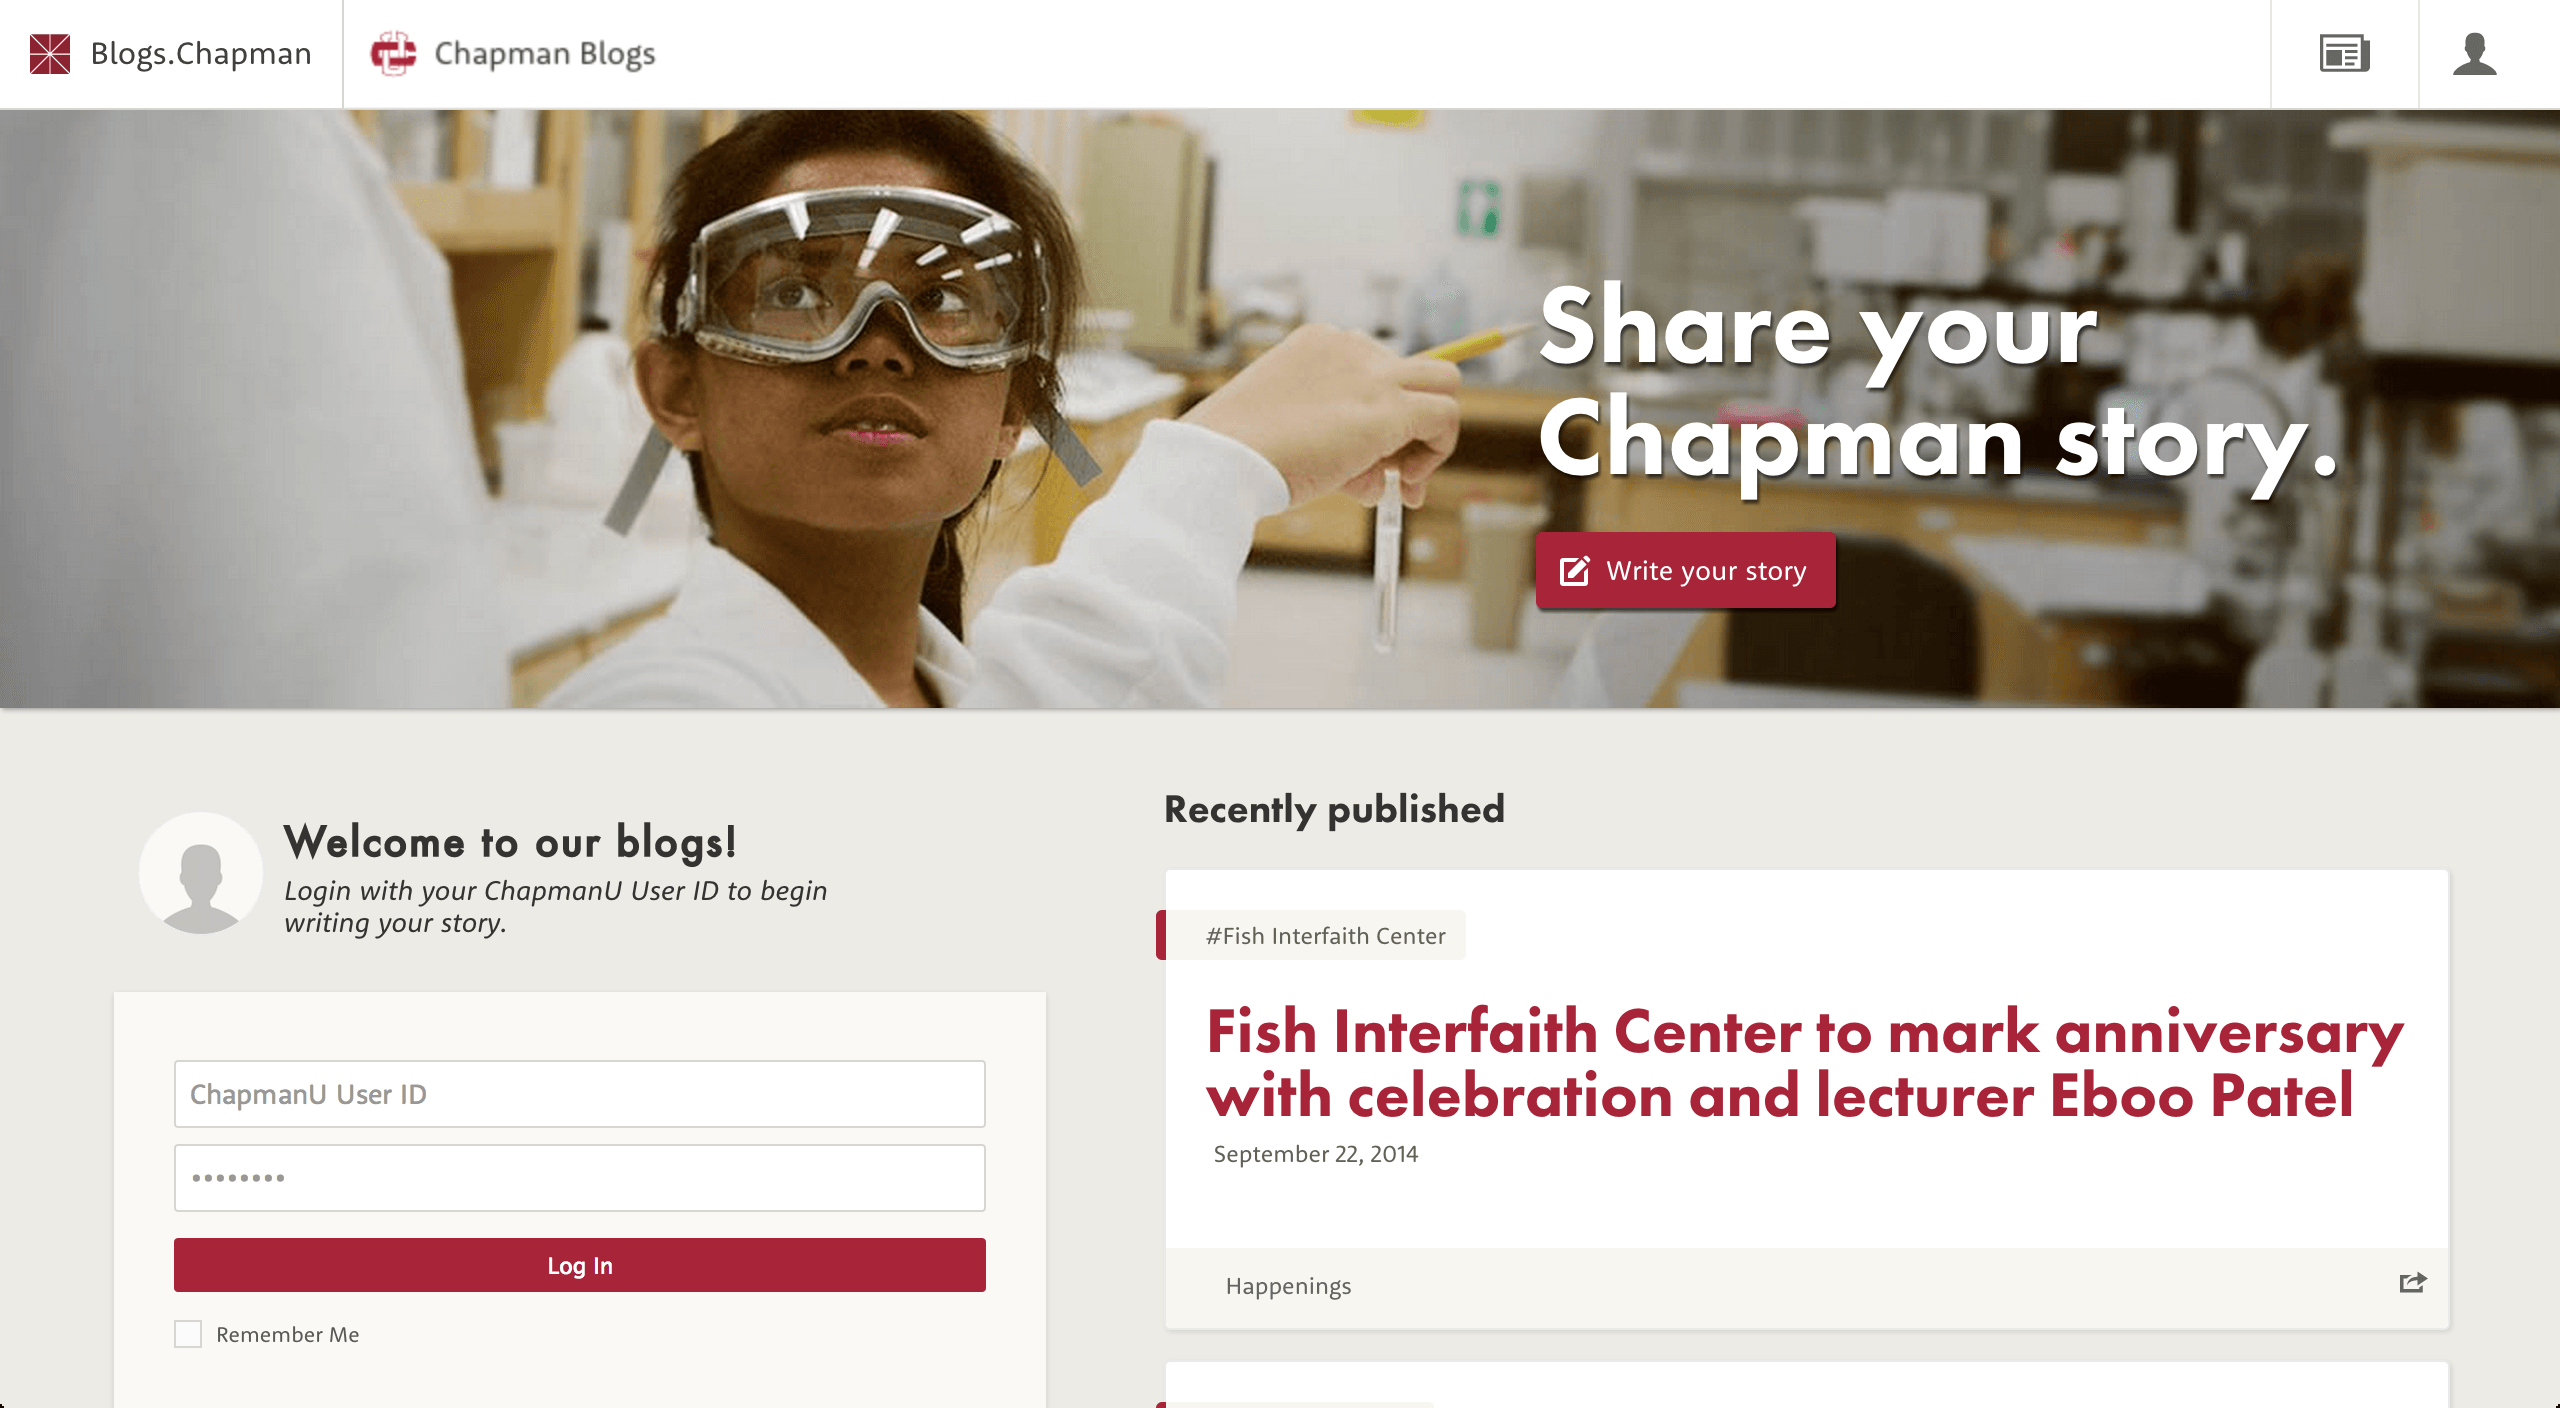 Blogs.Chapman
Chapman Blogs
Share your
Chapman story.
Write your story
Welcome to our blogs!
Login with your ChapmanU User ID to begin
writing your story.
ChapmanU User ID
••••••••
Log In
Remember Me
Recently published
#Fish Interfaith Center
Fish Interfaith Center to mark anniversary
with celebration and lecturer Eboo Patel
September 22, 2014
Happenings